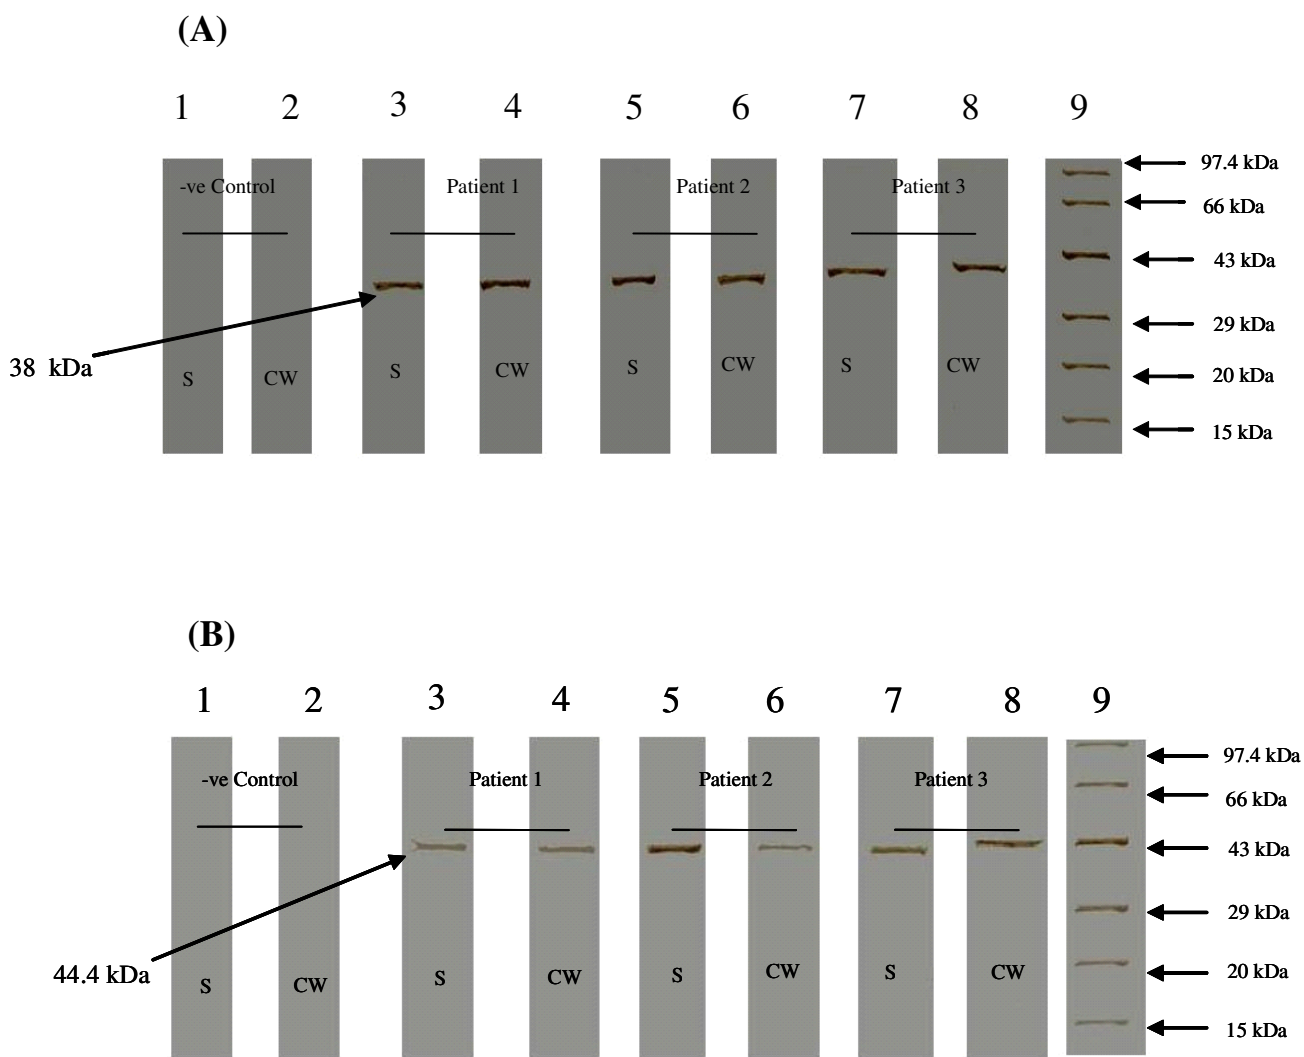 (A)
1 2 3 4 5 6 7 8 9
-ve Control Patient 1 Patient 2 Patient 3
97.4 kDa
66 kDa
43 kDa
29 kDa
38 kDa
S CW S CW S CW S CW
20 kDa
15 kDa
(B)
1 2 3 4 5 6 7 8 9
-ve Control Patient 1 Patient 2 Patient 3
97.4 kDa
66 kDa
43 kDa
29 kDa
44.4 kDa
S CW S CW S CW S CW
20 kDa
15 kDa